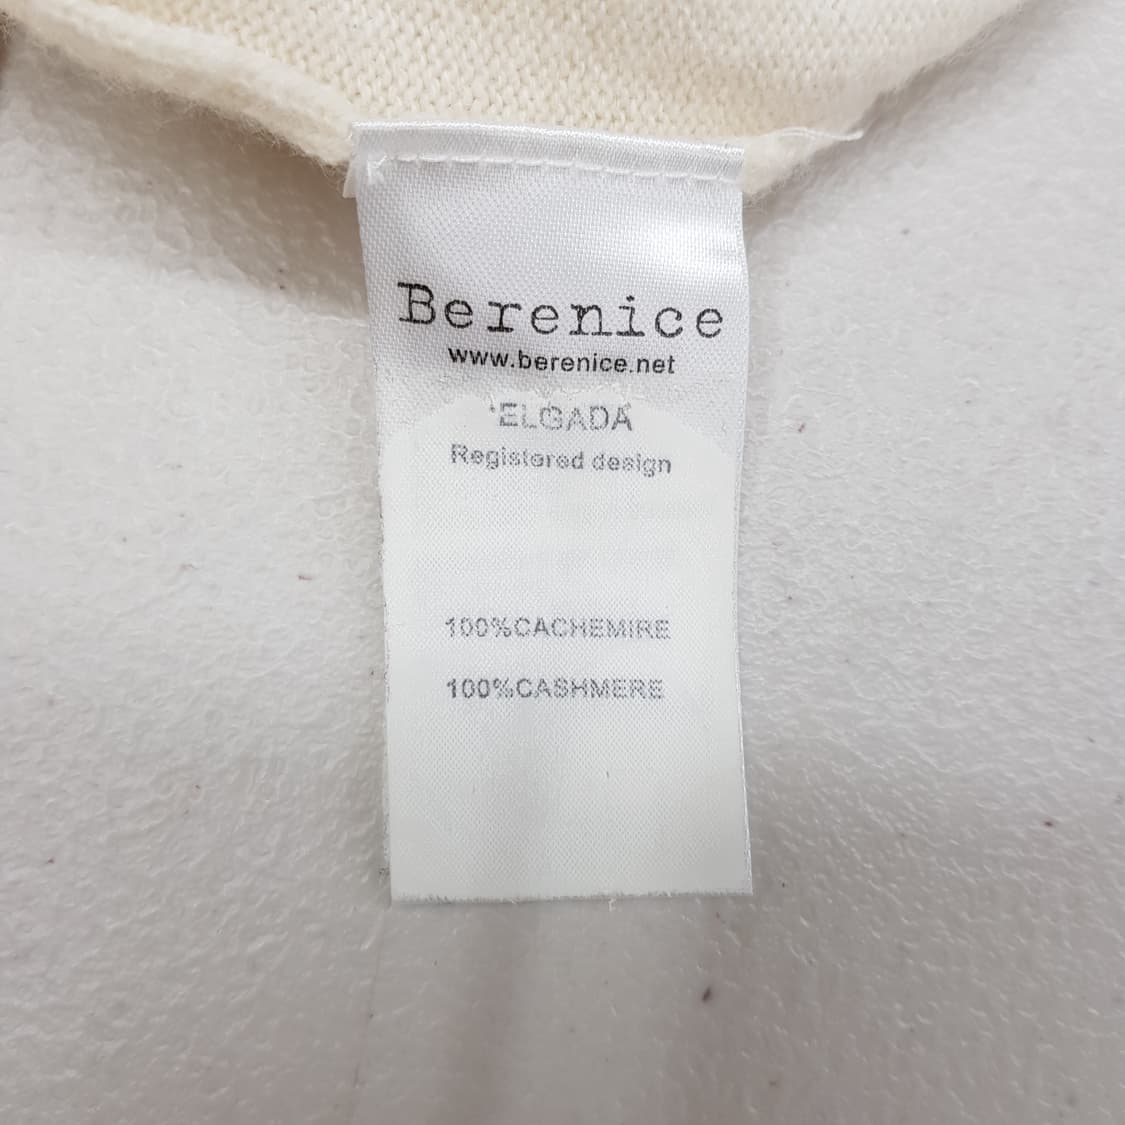 Berenice
www.berenice.net
'ELGADA
Registered design
100%CACHEMIRE
100%CASHMERE